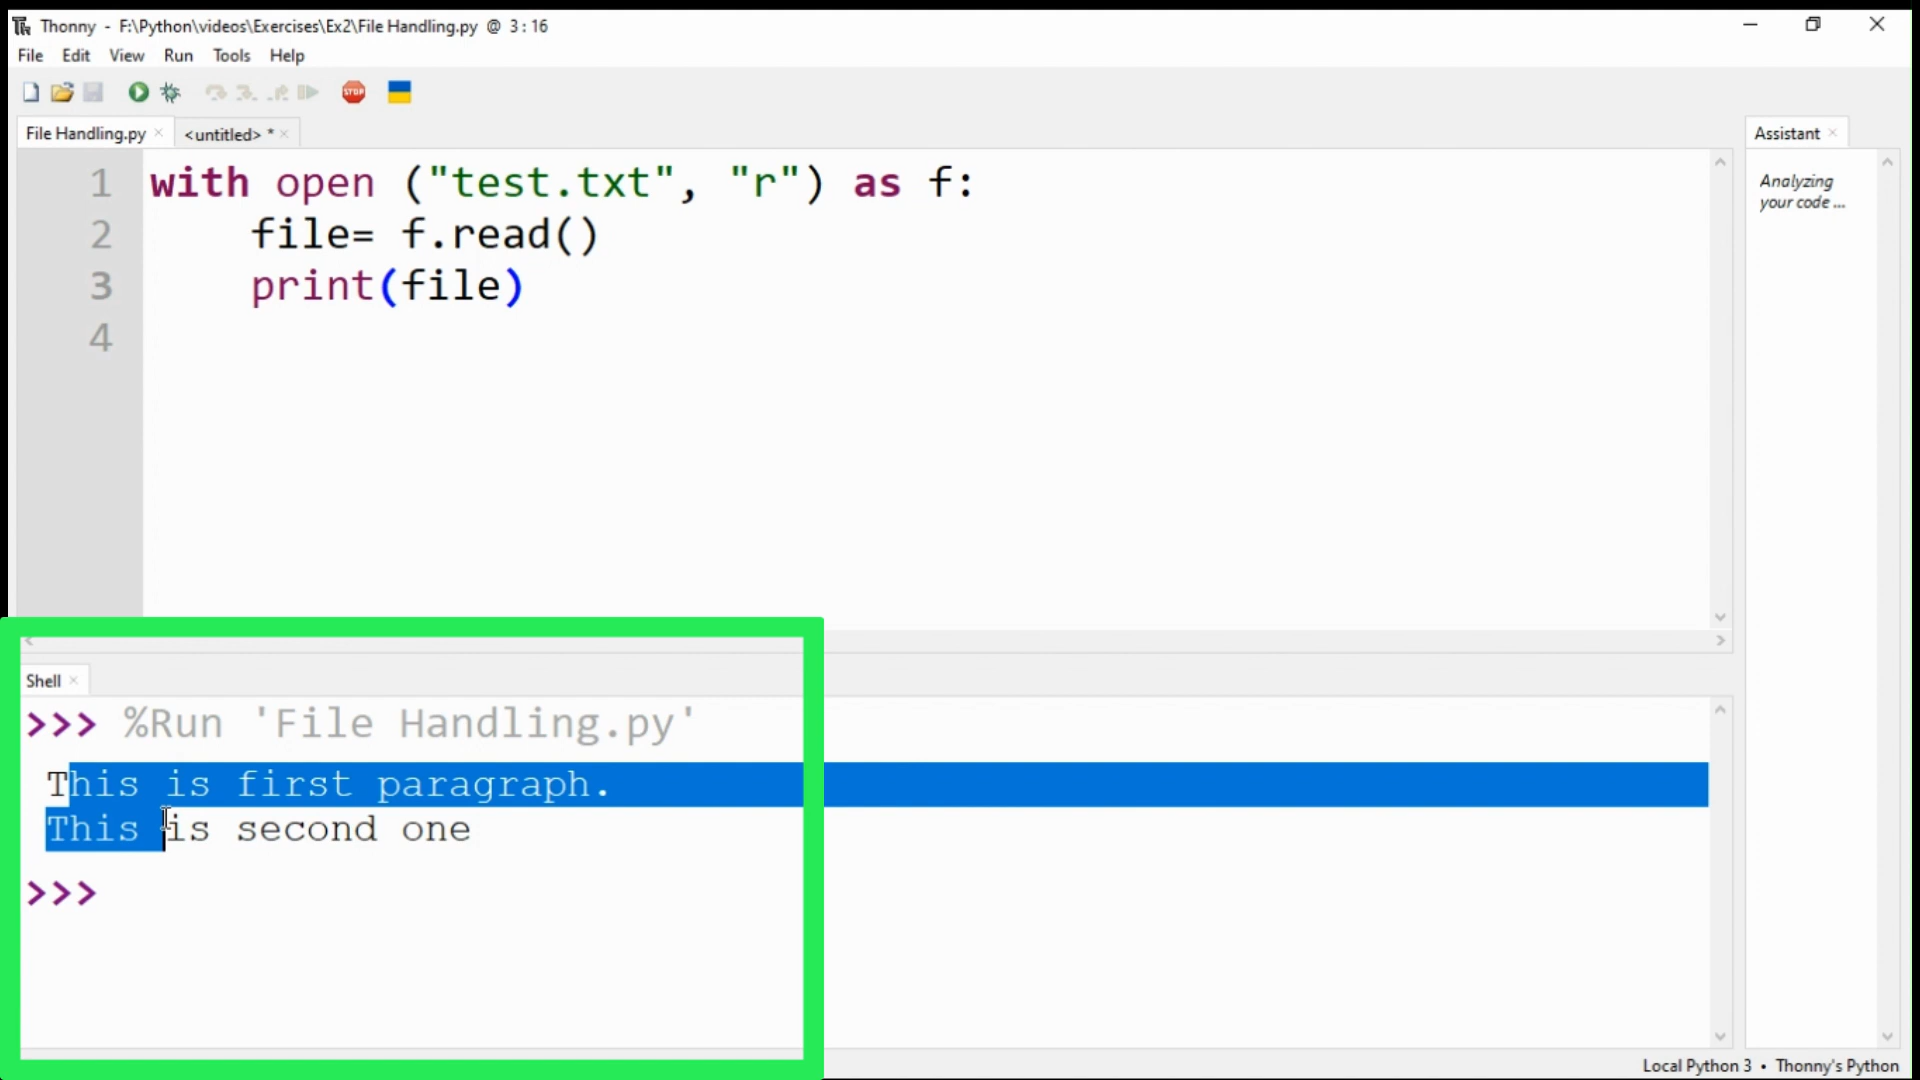 Thonny - F:\Python\videos\Exercises\Ex2\File Handling.py @ 3:16
File Edit View Run Tools Help
STOP
File Handling.py × <untitled> * ×
Assistant ×
1 with open ("test.txt", "r") as f:
2     file= f.read()
3     print(file)
4
Analyzing
your code ...
Shell ×
>>> %Run 'File Handling.py'
This is first paragraph.
This is second one
>>>
Local Python 3 • Thonny's Python